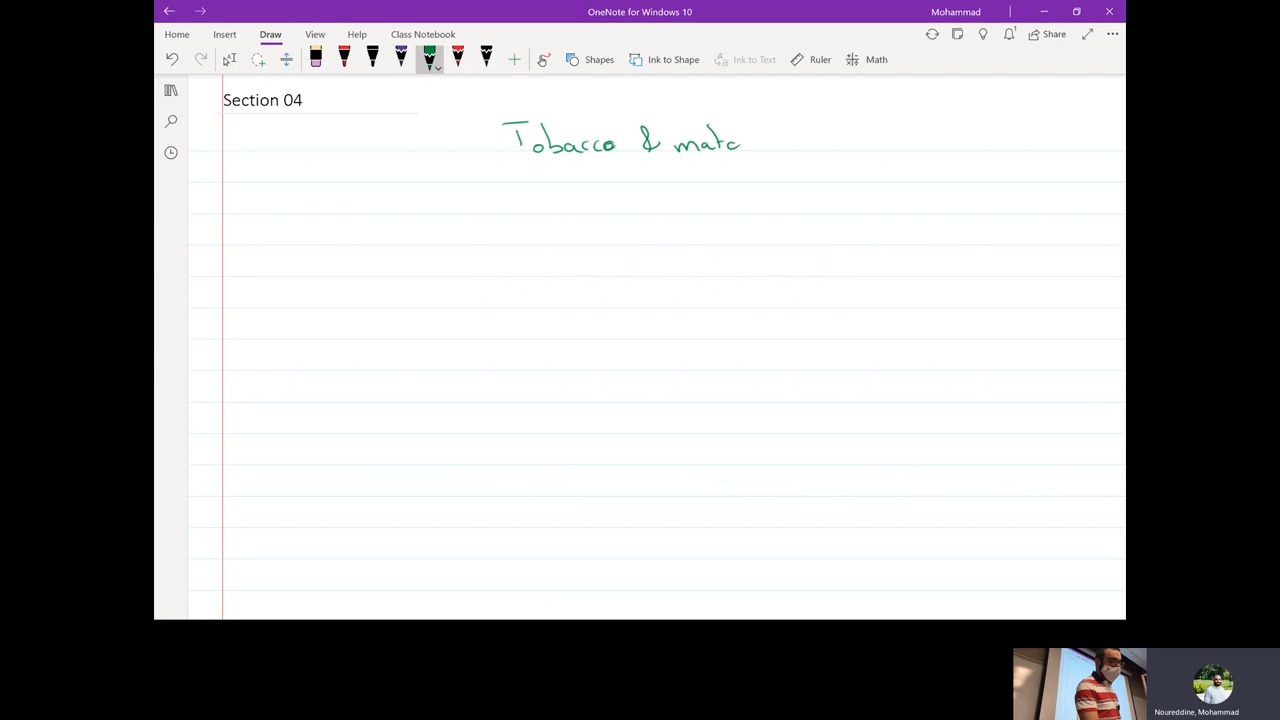 OneNote for Windows 10
Mohammad
Home Insert Draw View Help Class Notebook
1 Share
Shapes Ink to Shape Ink to Text Ruler Math
Section 04
Tobacco & matc
Noureddine, Mohammad